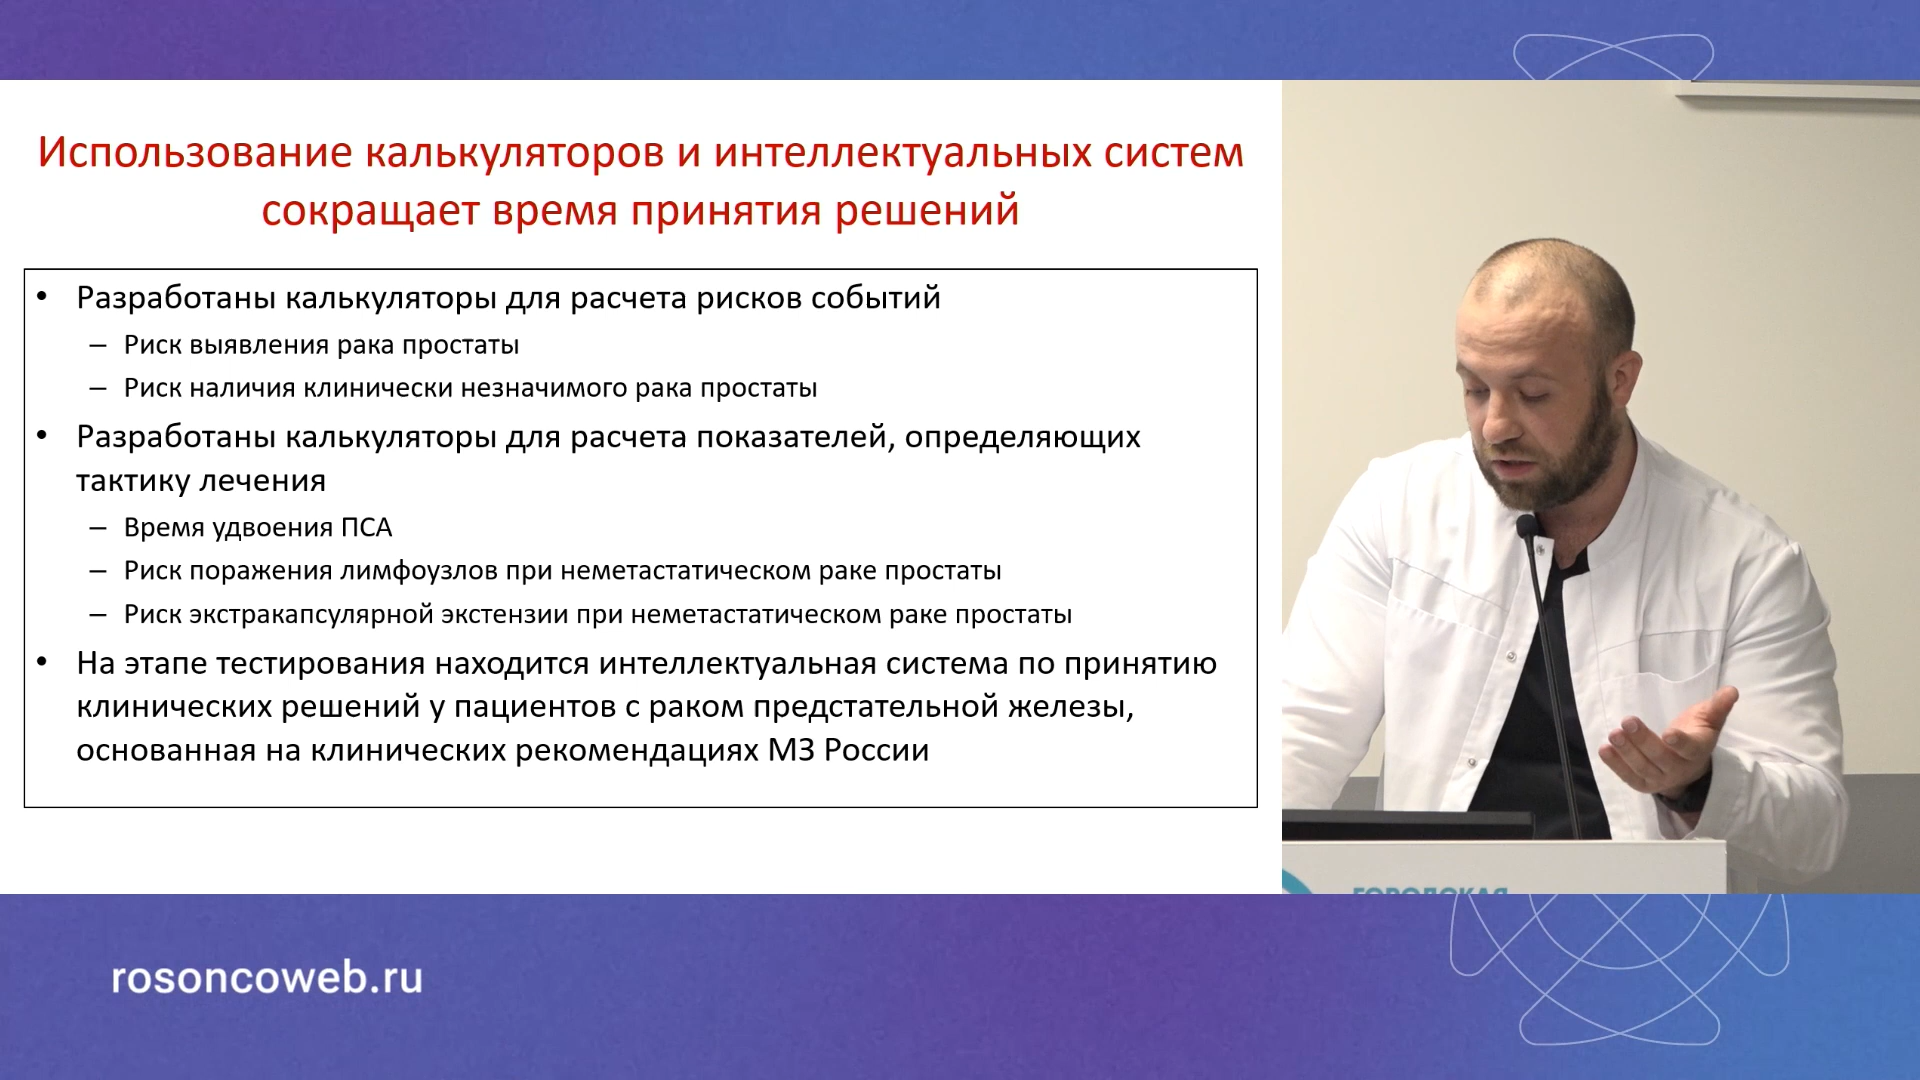 Использование калькуляторов и интеллектуальных систем
сокращает время принятия решений
• Разработаны калькуляторы для расчета рисков событий
– Риск выявления рака простаты
– Риск наличия клинически незначимого рака простаты
• Разработаны калькуляторы для расчета показателей, определяющих
тактику лечения
– Время удвоения ПСА
– Риск поражения лимфоузлов при неметастатическом раке простаты
– Риск экстракапсулярной экстензии при неметастатическом раке простаты
• На этапе тестирования находится интеллектуальная система по принятию
клинических решений у пациентов с раком предстательной железы,
основанная на клинических рекомендациях МЗ России
ГОРОДСКАЯ
rosoncoweb.ru